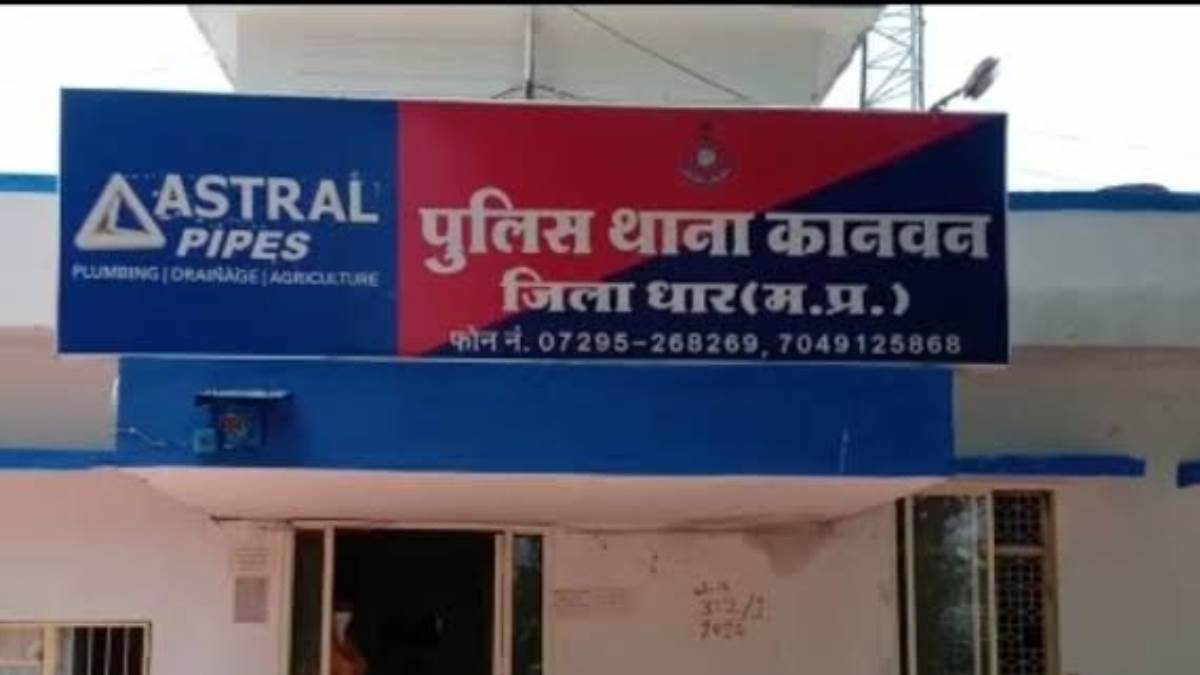 ASTRAL
PIPES
PLUMBING | DRAINAGE | AGRICULTURE
पुलिस थाना कानवन
जिला धार(म.प्र.)
फोन नं. 07295-268269, 7049125868